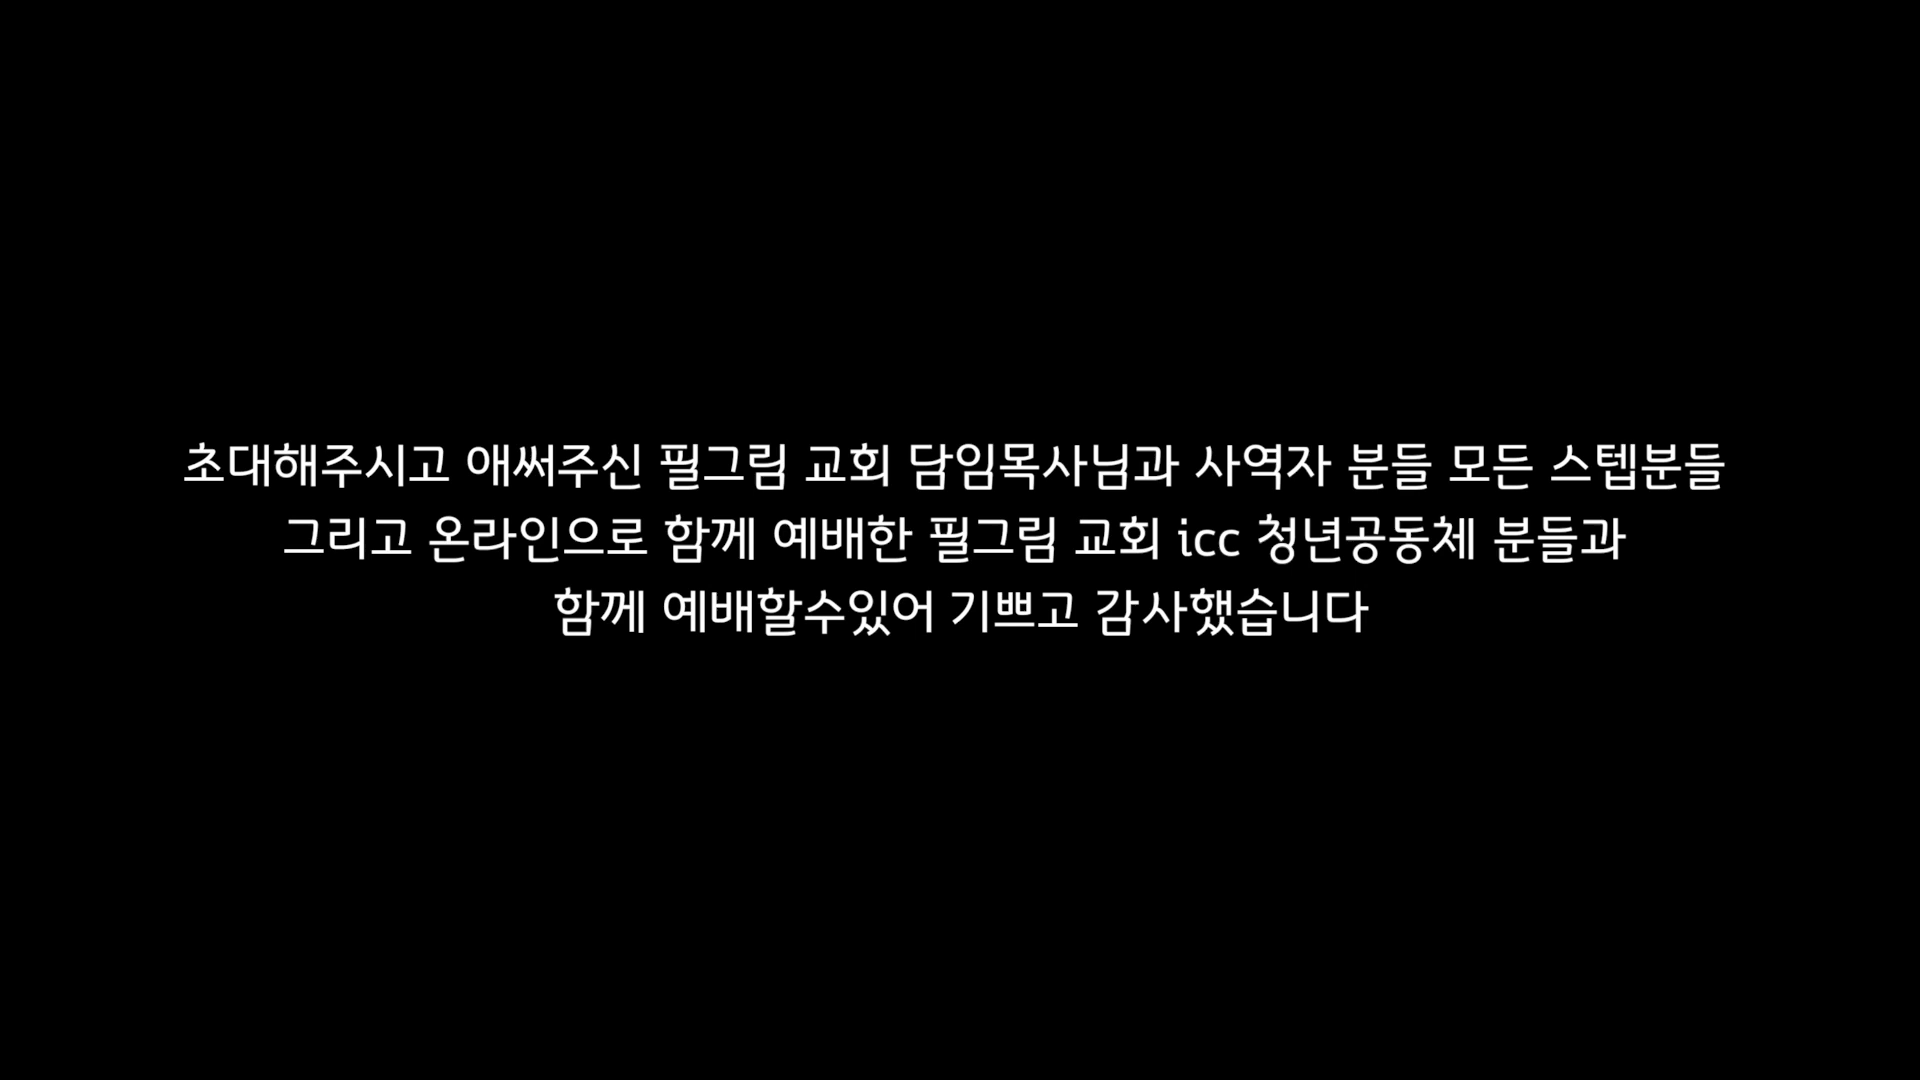 초대해주시고 애써주신 필그림 교회 담임목사님과 사역자 분들 모든 스텝분들
그리고 온라인으로 함께 예배한 필그림 교회 icc 청년공동체 분들과
함께 예배할수있어 기쁘고 감사했습니다